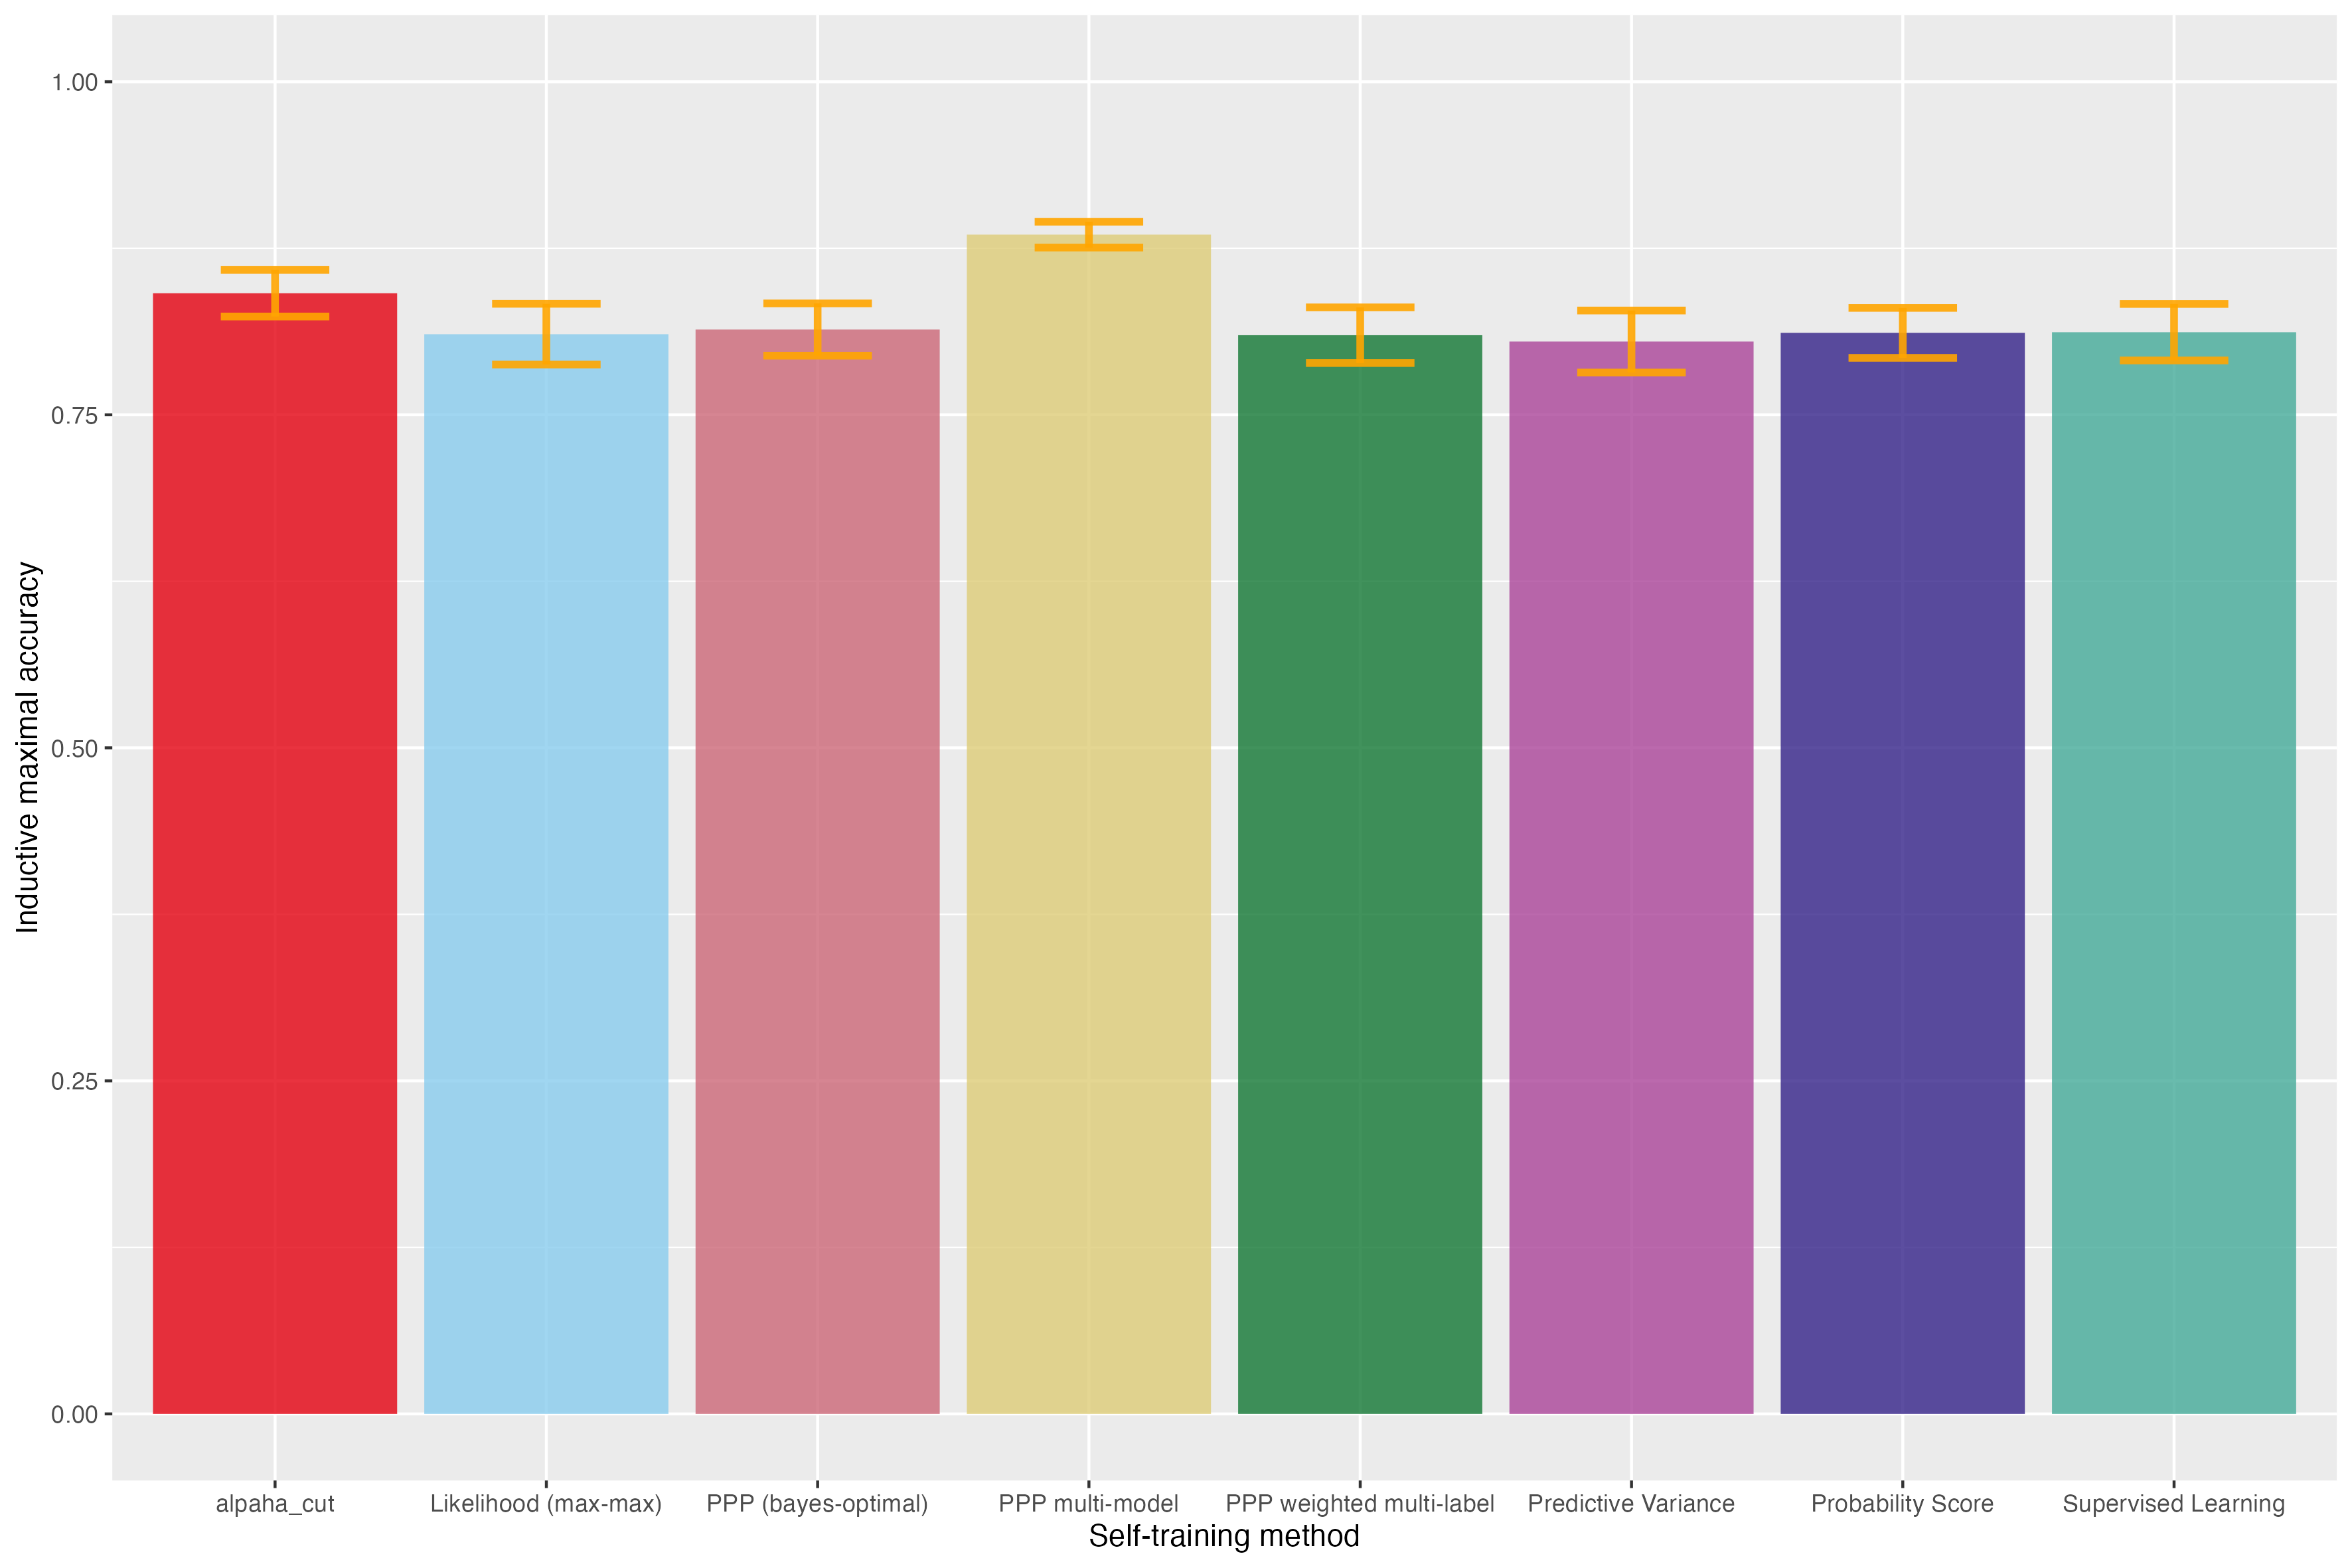 Inductive maximal accuracy
1.00
0.75
0.50
0.25
0.00
alpaha_cut
Likelihood (max-max)
PPP (bayes-optimal)
PPP multi-model
PPP weighted multi-label
Predictive Variance
Probability Score
Supervised Learning
Self-training method